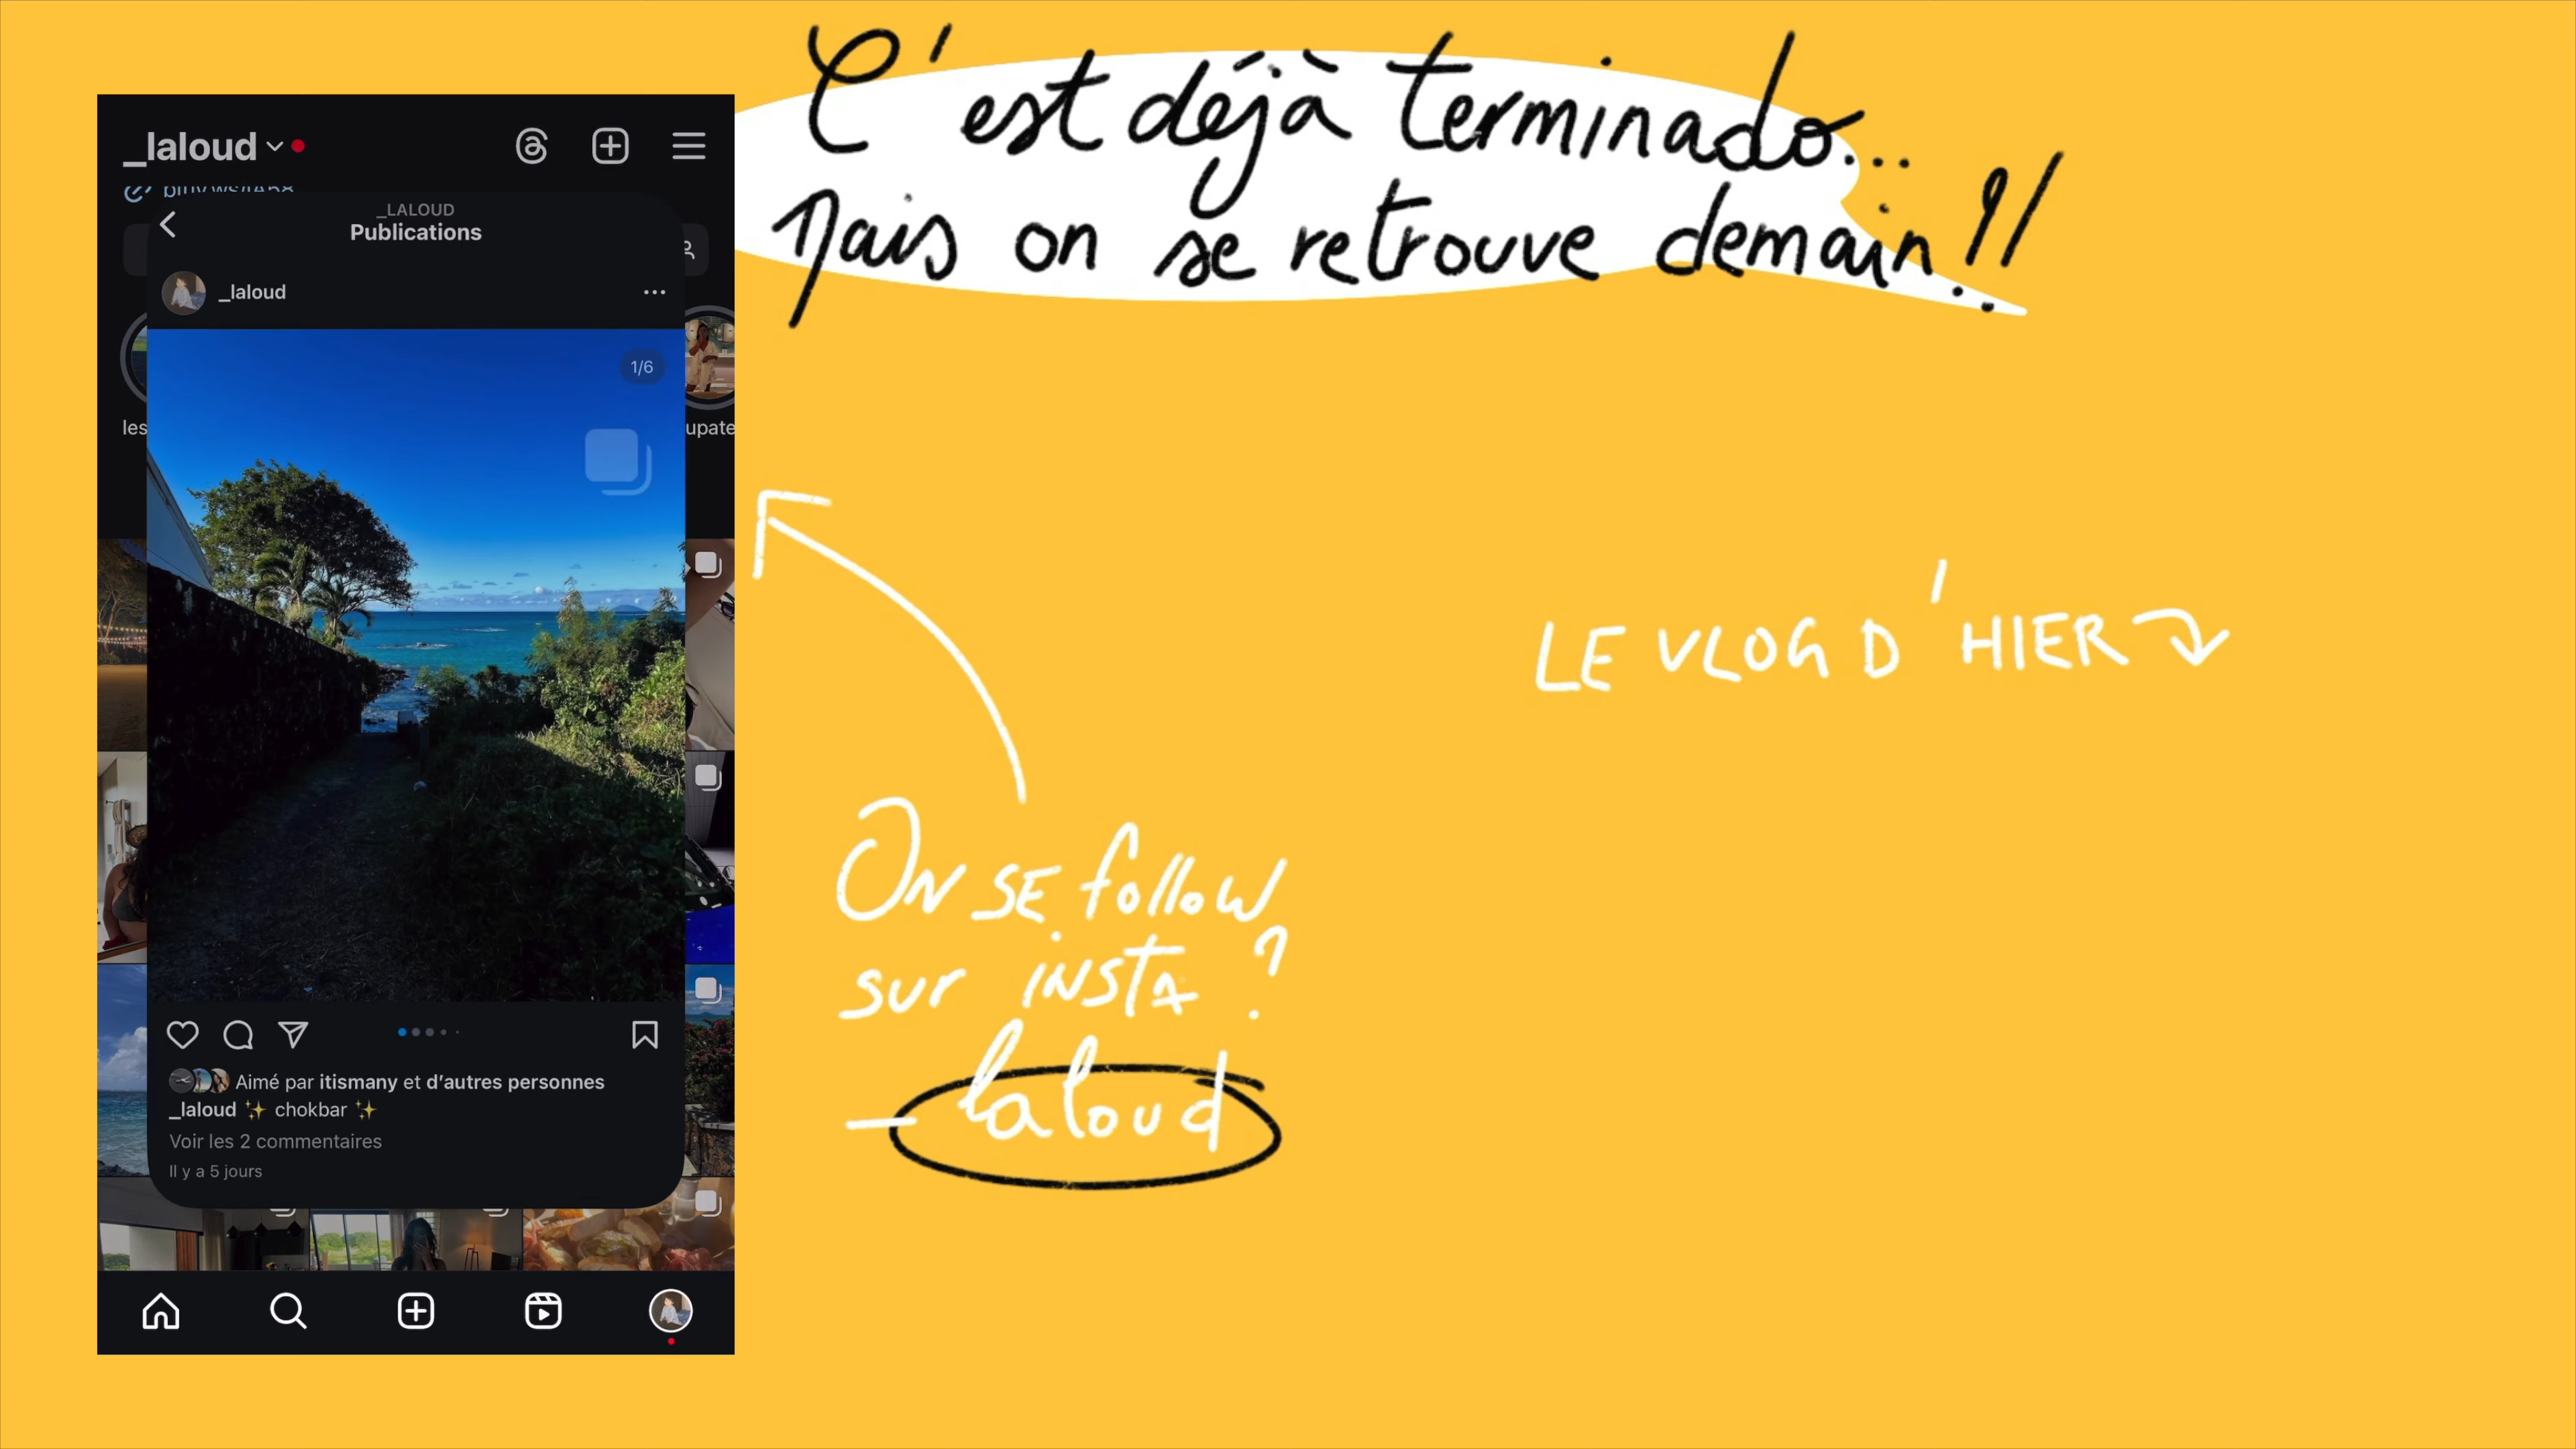 C'est déjà terminado...
Mais on se retrouve demain !!
_laloud
_LALOUD
Publications
_laloud
1/6
les
upate
LE VLOG D'HIER
On se follow
sur insta ?
_laloud
Aimé par itismany et d'autres personnes
_laloud ✨ chokbar ✨
Voir les 2 commentaires
Il y a 5 jours